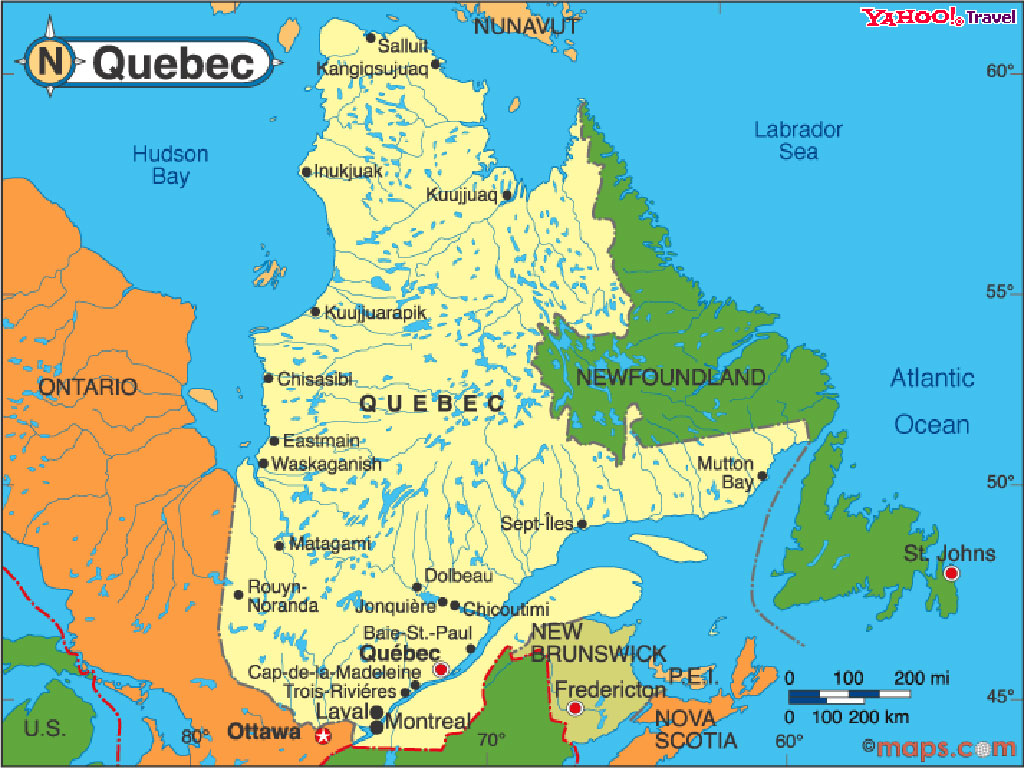 NUNAVUT
YAHOO! Travel
N Quebec
Salluit
Kangiqsujuaq
60°
Labrador
Sea
Hudson
Bay
Inukjuak
Kuujjuaq
55°
Kuujjuarapik
Chisasibi
ONTARIO
QUEBEC
NEWFOUNDLAND
Atlantic
Ocean
Eastmain
Waskaganish
Mutton
Bay
50°
Sept-Îles
Matagami
St. Johns
Dolbeau
Rouyn-
Noranda
Jonquière
Chicoutimi
Baie-St.-Paul
NEW
BRUNSWICK
Québec
Cap-de-la-Madeleine
P.E.I.
Trois-Riviéres
Fredericton
0 100 200 mi
0 100 200 km
45°
Laval
Montreal
NOVA
SCOTIA
U.S.
80°
Ottawa
70°
60°
©maps.com